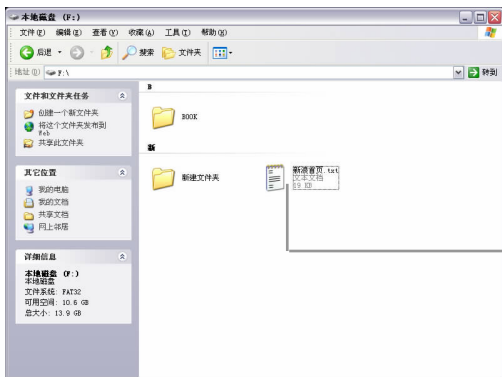 本地磁盘 (F:)
文件(F) 编辑(E) 查看(V) 收藏(A) 工具(T) 帮助(H)
后退 搜索 文件夹
地址(D) F:\ 转到
文件和文件夹任务
创建一个新文件夹
将这个文件夹发布到
Web
共享此文件夹
其它位置
我的电脑
我的文档
共享文档
网上邻居
详细信息
本地磁盘 (F:)
本地磁盘
文件系统: FAT32
可用空间: 10.6 GB
总大小: 13.9 GB
B
BOOK
新
新建文件夹
新浪首页.txt
文本文档
89 KB